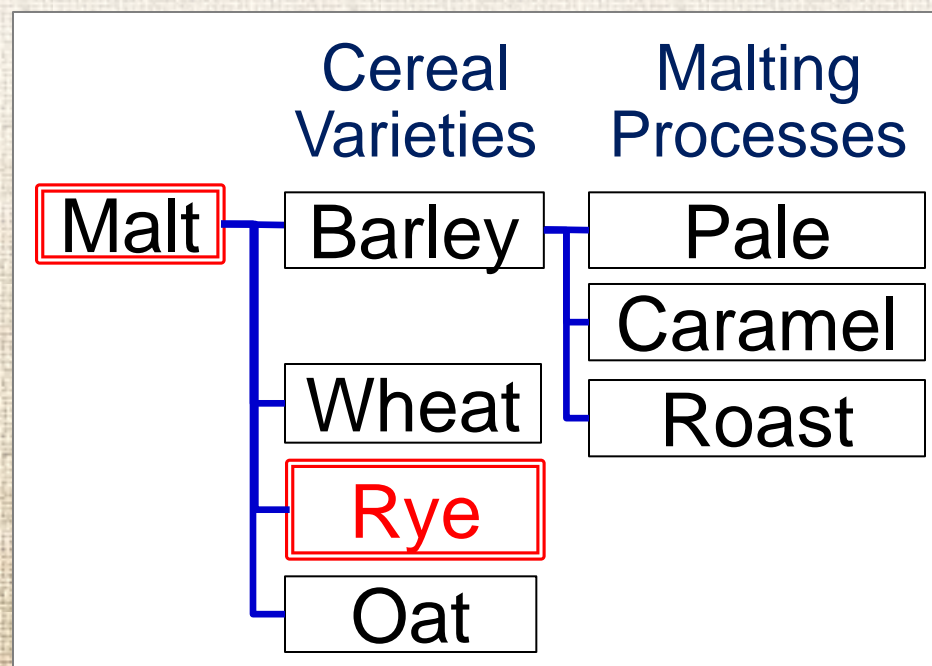 Cereal
Varieties
Malting
Processes
Malt
Barley
Pale
Caramel
Wheat
Roast
Rye
Oat